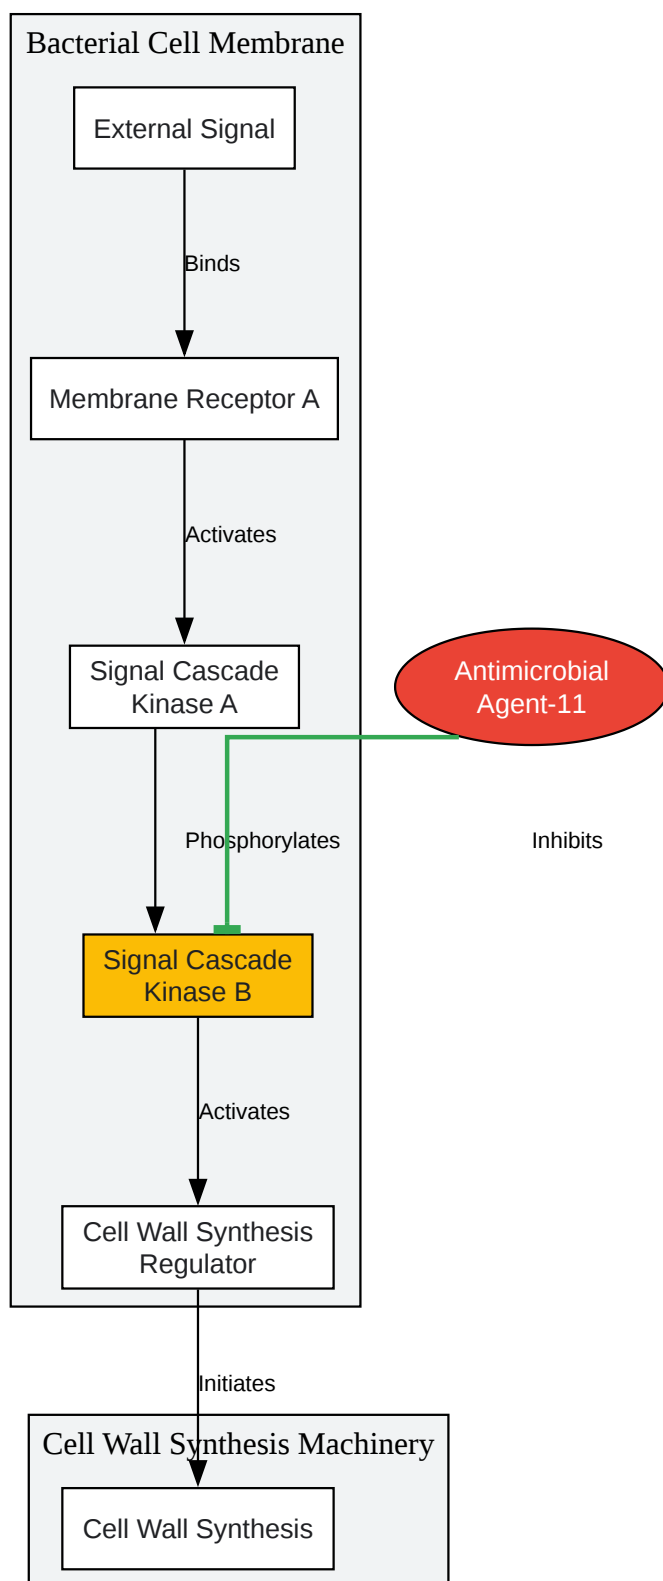 Bacterial Cell Membrane
External Signal
Binds
Membrane Receptor A
Activates
Signal Cascade
Kinase A
Antimicrobial
Agent-11
Phosphorylates
Inhibits
Signal Cascade
Kinase B
Activates
Cell Wall Synthesis
Regulator
Initiates
Cell Wall Synthesis Machinery
Cell Wall Synthesis